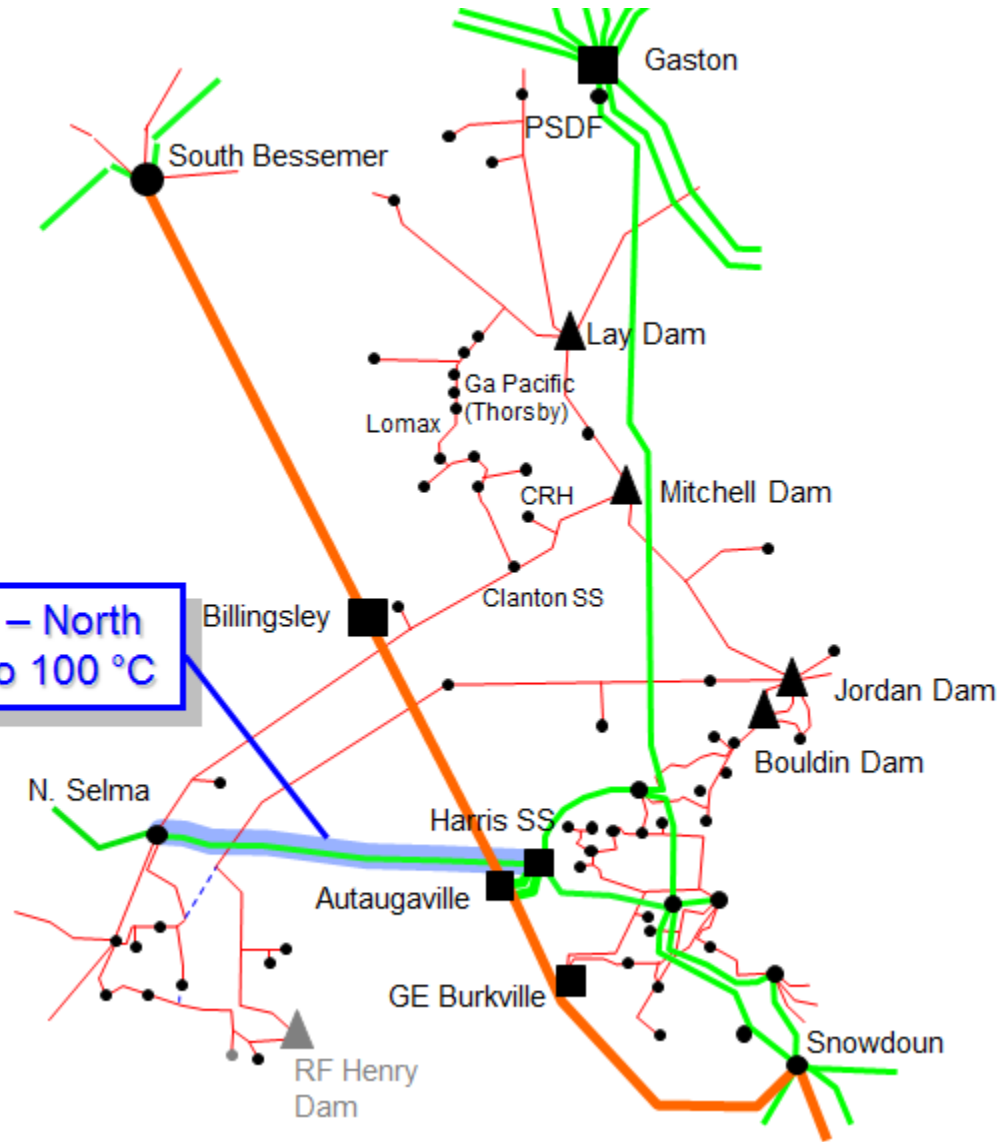 Gaston
PSDF
South Bessemer
Lay Dam
Ga Pacific
(Thorsby)
Lomax
CRH
Mitchell Dam
Clanton SS
Billingsley
– North
o 100 °C
Jordan Dam
Bouldin Dam
N. Selma
Harris SS
Autaugaville
GE Burkville
Snowdoun
RF Henry
Dam